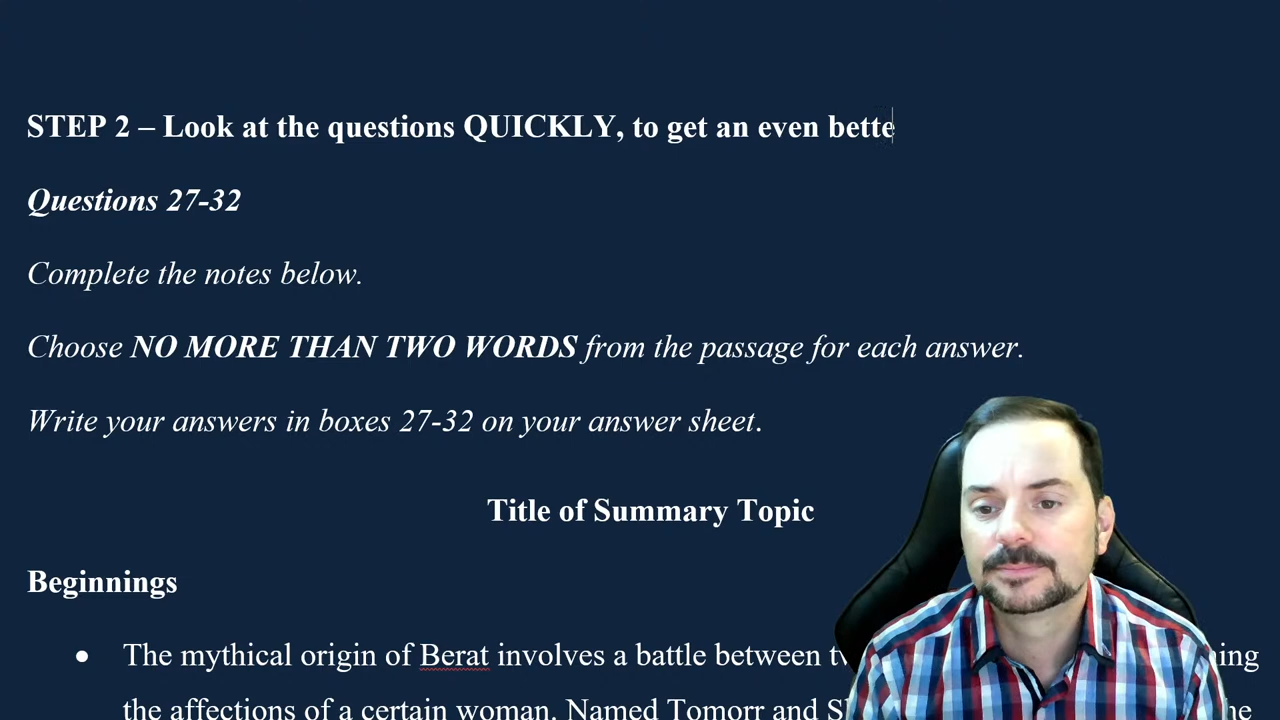 STEP 2 – Look at the questions QUICKLY, to get an even bette
Questions 27-32
Complete the notes below.
Choose NO MORE THAN TWO WORDS from the passage for each answer.
Write your answers in boxes 27-32 on your answer sheet.
Title of Summary Topic
Beginnings
• The mythical origin of Berat involves a battle between
the affections of a certain woman. Named Tomorr and